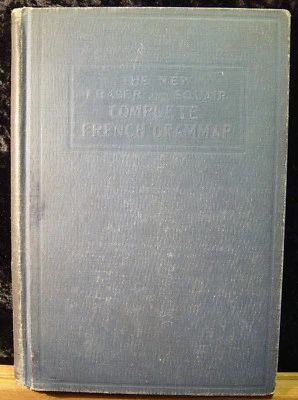 THE NEW
FRASER AND SQUAIR
COMPLETE
FRENCH GRAMMAR